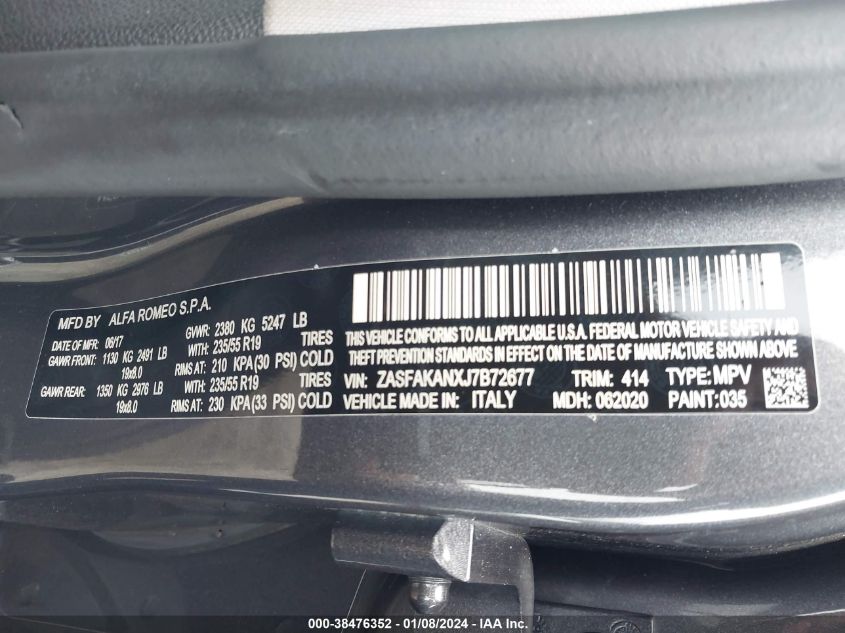 MFD BY ALFA ROMEO S.P.A.
DATE OF MFR 06/17 GVWR: 2380 KG 5247 LB
GAWR FRONT: 1130 KG 2491 LB WITH: 235/55 R19 TIRES
19x8.0 RIMS AT: 210 KPA(30 PSI) COLD
GAWR REAR: 1350 KG 2976 LB WITH: 235/55 R19 TIRES
19x8.0 RIMS AT: 230 KPA(33 PSI) COLD
THIS VEHICLE CONFORMS TO ALL APPLICABLE U.S.A. FEDERAL MOTOR VEHICLE SAFETY AND
THEFT PREVENTION STANDARDS IN EFFECT ON THE DATE OF MANUFACTURE SHOWN ABOVE.
VIN: ZASFAKANXJ7B72677 TRIM: 414 TYPE: MPV
VEHICLE MADE IN: ITALY MDH: 062020 PAINT:035
000-38476352 - 01/08/2024 - IAA Inc.